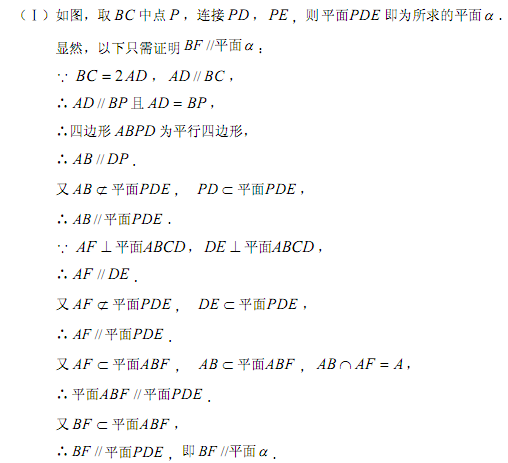 (Ⅰ)如图，取BC中点P，连接PD，PE，则平面PDE即为所求的平面α．
显然，以下只需证明BF//平面α；
∵ BC=2AD，AD//BC，
∴ AD//BP且AD=BP，
∴四边形ABPD为平行四边形，
∴ AB//DP．
又AB⊄平面PDE， PD⊂平面PDE，
∴ AB//平面PDE．
∵ AF⊥平面ABCD，DE⊥平面ABCD，
∴ AF//DE．
又AF⊄平面PDE， DE⊂平面PDE，
∴ AF//平面PDE．
又AF⊂平面ABF， AB⊂平面ABF，AB∩AF=A，
∴ 平面ABF//平面PDE．
又BF⊂平面ABF，
∴ BF//平面PDE，即BF//平面α．